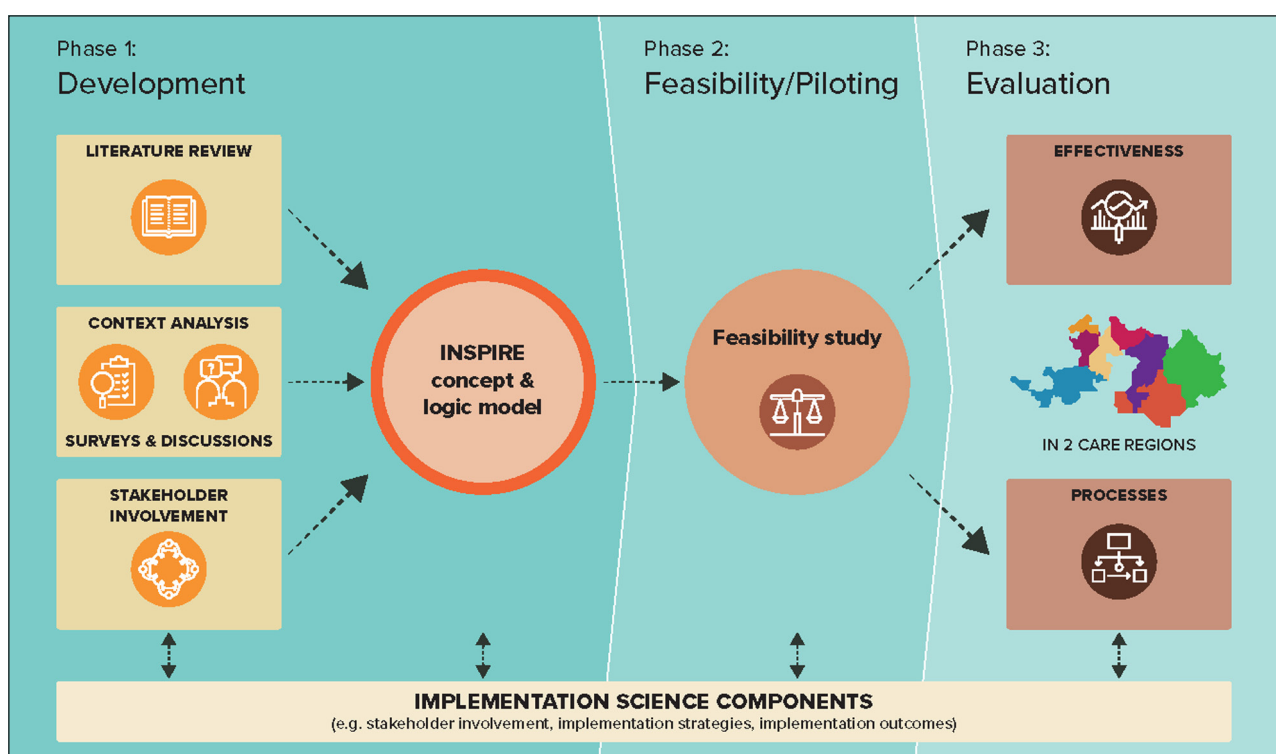 Phase 1:
Development
LITERATURE REVIEW
CONTEXT ANALYSIS
?
SURVEYS & DISCUSSIONS
STAKEHOLDER
INVOLVEMENT
INSPIRE
concept &
logic model
Phase 2:
Feasibility/Piloting
Feasibility study
Phase 3:
Evaluation
EFFECTIVENESS
IN 2 CARE REGIONS
PROCESSES
IMPLEMENTATION SCIENCE COMPONENTS
(e.g. stakeholder involvement, implementation strategies, implementation outcomes)